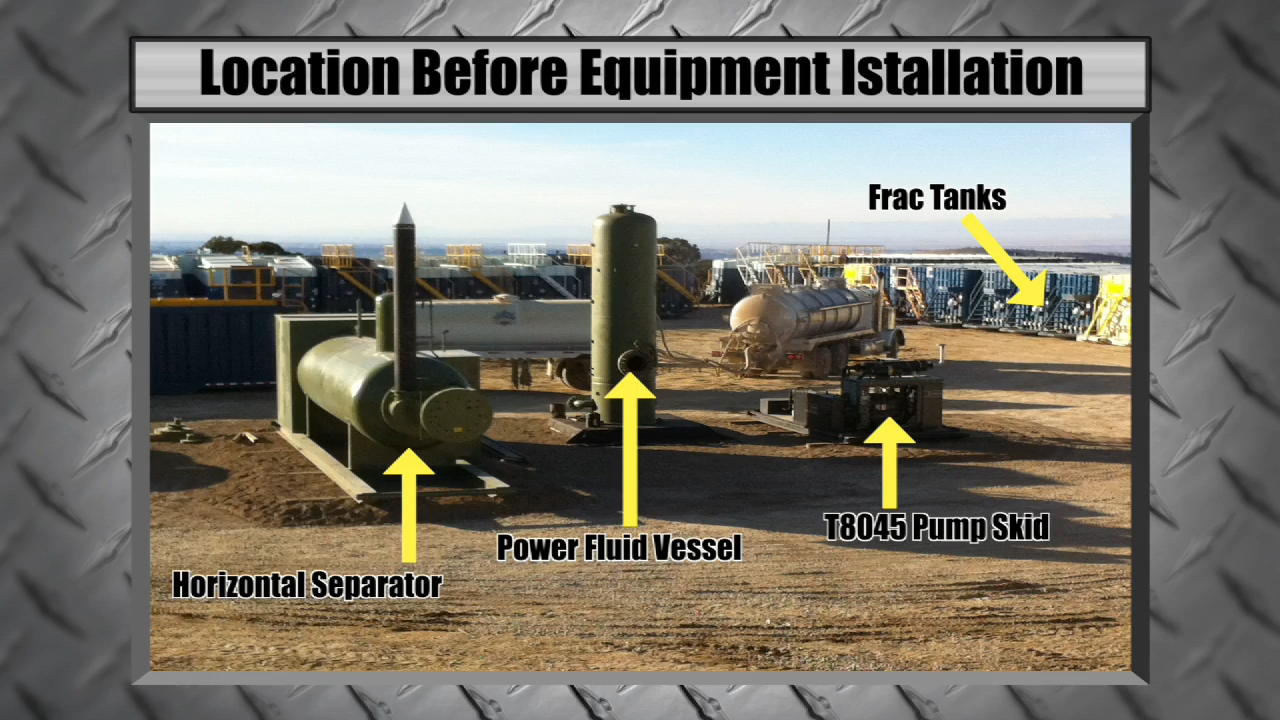 Location Before Equipment Istallation
Frac Tanks
T8045 Pump Skid
Power Fluid Vessel
Horizontal Separator